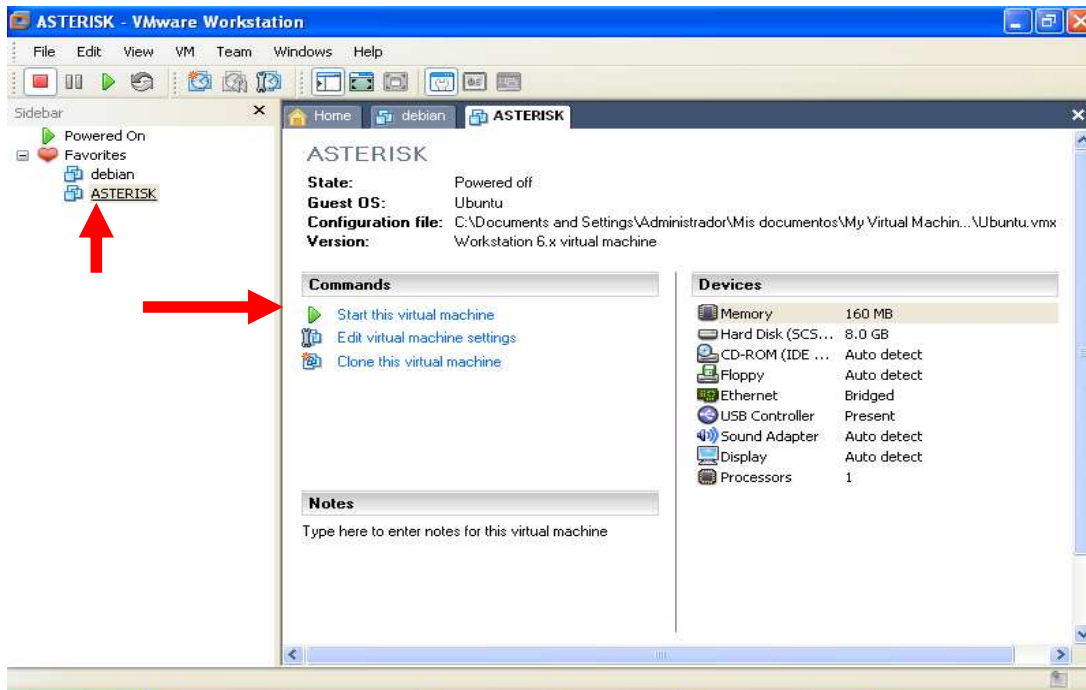 ASTERISK - VMware Workstation
File Edit View VM Team Windows Help
Sidebar
Powered On
Favorites
debian
ASTERISK
Home debian ASTERISK
ASTERISK
State: Powered off
Guest OS: Ubuntu
Configuration file: C:\Documents and Settings\Administrador\Mis documentos\My Virtual Machin...\Ubuntu.vmx
Version: Workstation 6.x virtual machine
Commands
Start this virtual machine
Edit virtual machine settings
Clone this virtual machine
Notes
Type here to enter notes for this virtual machine
Devices
Memory 160 MB
Hard Disk (SCS... 8.0 GB
CD-ROM (IDE ... Auto detect
Floppy Auto detect
Ethernet Bridged
USB Controller Present
Sound Adapter Auto detect
Display Auto detect
Processors 1